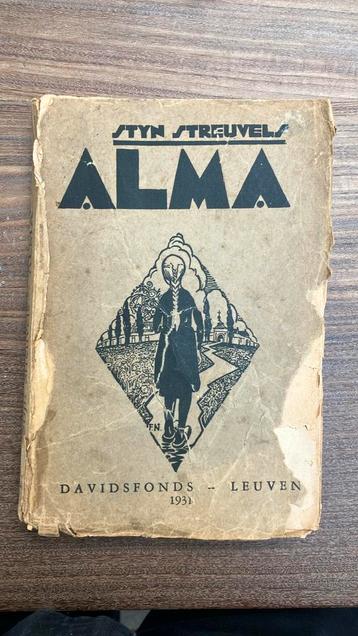 STYN STREUVELS
ALMA
F.N.
DAVIDSFONDS -- LEUVEN
1931